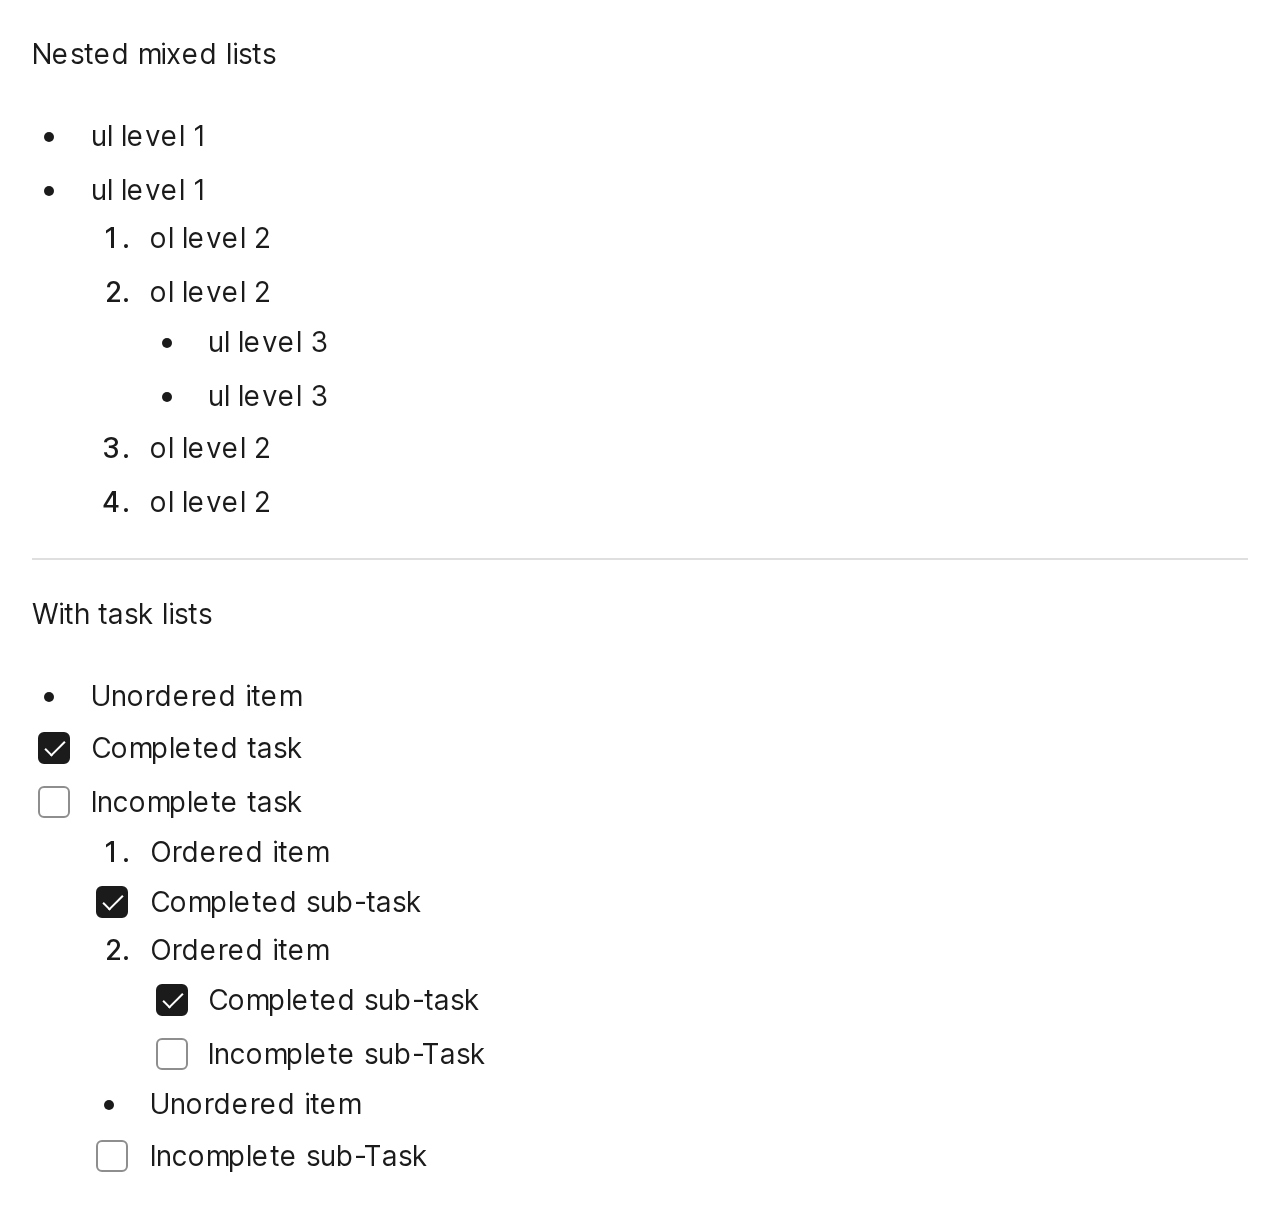 Nested mixed lists
• ul level 1
• ul level 1
1. ol level 2
2. ol level 2
• ul level 3
• ul level 3
3. ol level 2
4. ol level 2
With task lists
• Unordered item
Completed task
Incomplete task
1. Ordered item
Completed sub-task
2. Ordered item
Completed sub-task
Incomplete sub-Task
• Unordered item
Incomplete sub-Task